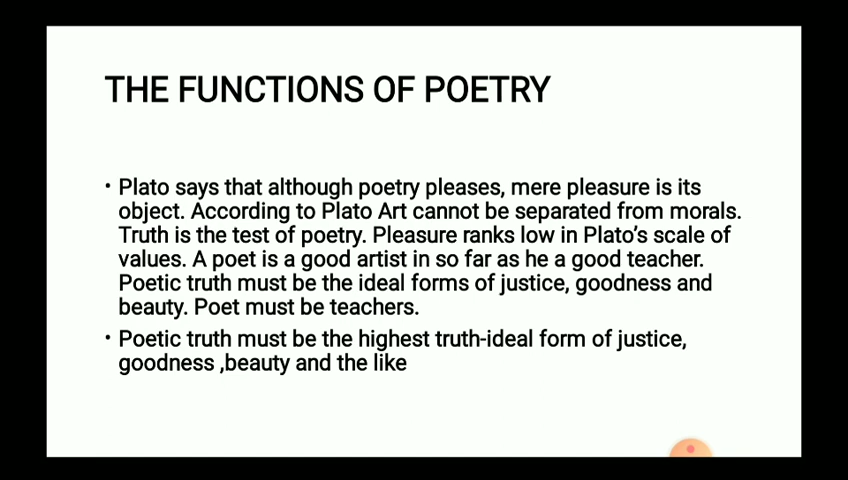 THE FUNCTIONS OF POETRY
• Plato says that although poetry pleases, mere pleasure is its
object. According to Plato Art cannot be separated from morals.
Truth is the test of poetry. Pleasure ranks low in Plato's scale of
values. A poet is a good artist in so far as he a good teacher.
Poetic truth must be the ideal forms of justice, goodness and
beauty. Poet must be teachers.
• Poetic truth must be the highest truth-ideal form of justice,
goodness ,beauty and the like